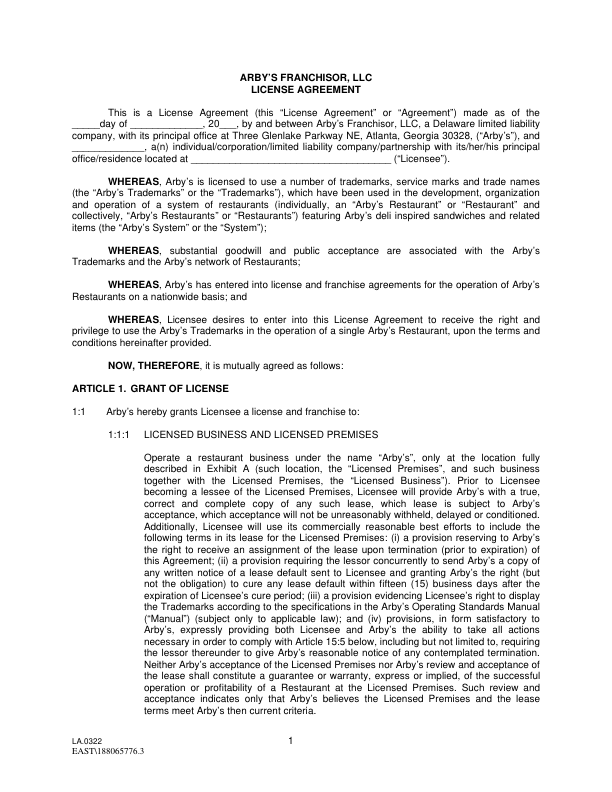 ARBY'S FRANCHISOR, LLC
LICENSE AGREEMENT
This is a License Agreement (this “License Agreement” or “Agreement”) made as of the
_____day of _____________, 20___, by and between Arby's Franchisor, LLC, a Delaware limited liability
company, with its principal office at Three Glenlake Parkway NE, Atlanta, Georgia 30328, (“Arby's”), and
_____________, a(n) individual/corporation/limited liability company/partnership with its/her/his principal
office/residence located at ____________________________________ (“Licensee”).
WHEREAS, Arby's is licensed to use a number of trademarks, service marks and trade names
(the “Arby's Trademarks” or the “Trademarks”), which have been used in the development, organization
and operation of a system of restaurants (individually, an “Arby's Restaurant” or “Restaurant” and
collectively, “Arby's Restaurants” or “Restaurants”) featuring Arby's deli inspired sandwiches and related
items (the “Arby's System” or the “System”);
WHEREAS, substantial goodwill and public acceptance are associated with the Arby's
Trademarks and the Arby's network of Restaurants;
WHEREAS, Arby's has entered into license and franchise agreements for the operation of Arby's
Restaurants on a nationwide basis; and
WHEREAS, Licensee desires to enter into this License Agreement to receive the right and
privilege to use the Arby's Trademarks in the operation of a single Arby's Restaurant, upon the terms and
conditions hereinafter provided.
NOW, THEREFORE, it is mutually agreed as follows:
ARTICLE 1. GRANT OF LICENSE
1:1 Arby's hereby grants Licensee a license and franchise to:
1:1:1 LICENSED BUSINESS AND LICENSED PREMISES
Operate a restaurant business under the name “Arby's”, only at the location fully
described in Exhibit A (such location, the “Licensed Premises”, and such business
together with the Licensed Premises, the “Licensed Business”). Prior to Licensee
becoming a lessee of the Licensed Premises, Licensee will provide Arby's with a true,
correct and complete copy of any such lease, which lease is subject to Arby's
acceptance, which acceptance will not be unreasonably withheld, delayed or conditioned.
Additionally, Licensee will use its commercially reasonable best efforts to include the
following terms in its lease for the Licensed Premises: (i) a provision reserving to Arby's
the right to receive an assignment of the lease upon termination (prior to expiration) of
this Agreement; (ii) a provision requiring the lessor concurrently to send Arby's a copy of
any written notice of a lease default sent to Licensee and granting Arby's the right (but
not the obligation) to cure any lease default within fifteen (15) business days after the
expiration of Licensee's cure period; (iii) a provision evidencing Licensee's right to display
the Trademarks according to the specifications in the Arby's Operating Standards Manual
(“Manual”) (subject only to applicable law); and (iv) provisions, in form satisfactory to
Arby's, expressly providing both Licensee and Arby's the ability to take all actions
necessary in order to comply with Article 15:5 below, including but not limited to, requiring
the lessor thereunder to give Arby's reasonable notice of any contemplated termination.
Neither Arby's acceptance of the Licensed Premises nor Arby's review and acceptance of
the lease shall constitute a guarantee or warranty, express or implied, of the successful
operation or profitability of a Restaurant at the Licensed Premises. Such review and
acceptance indicates only that Arby's believes the Licensed Premises and the lease
terms meet Arby's then current criteria.
LA.0322
1
EAST\188065776.3